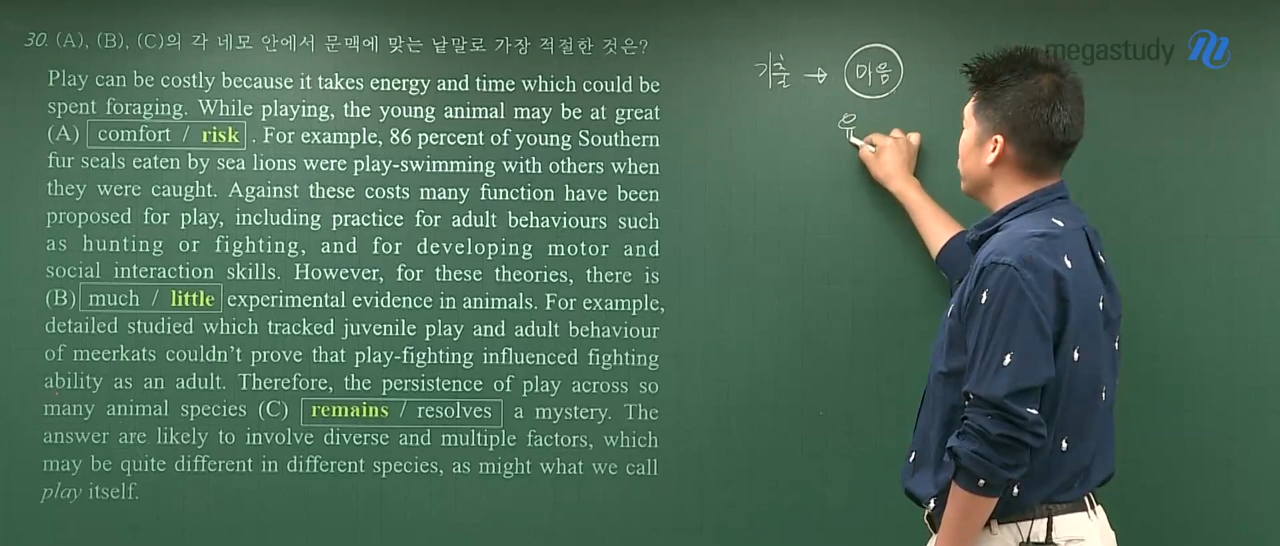 30. (A), (B), (C)의 각 네모 안에서 문맥에 맞는 낱말로 가장 적절한 것은?
Play can be costly because it takes energy and time which could be
spent foraging. While playing, the young animal may be at great
(A) comfort / risk . For example, 86 percent of young Southern
fur seals eaten by sea lions were play-swimming with others when
they were caught. Against these costs many function have been
proposed for play, including practice for adult behaviours such
as hunting or fighting, and for developing motor and
social interaction skills. However, for these theories, there is
(B) much / little experimental evidence in animals. For example,
detailed studied which tracked juvenile play and adult behaviour
of meerkats couldn't prove that play-fighting influenced fighting
ability as an adult. Therefore, the persistence of play across so
many animal species (C) remains / resolves a mystery. The
answer are likely to involve diverse and multiple factors, which
may be quite different in different species, as might what we call
play itself.
기출 → 마음
megastudy